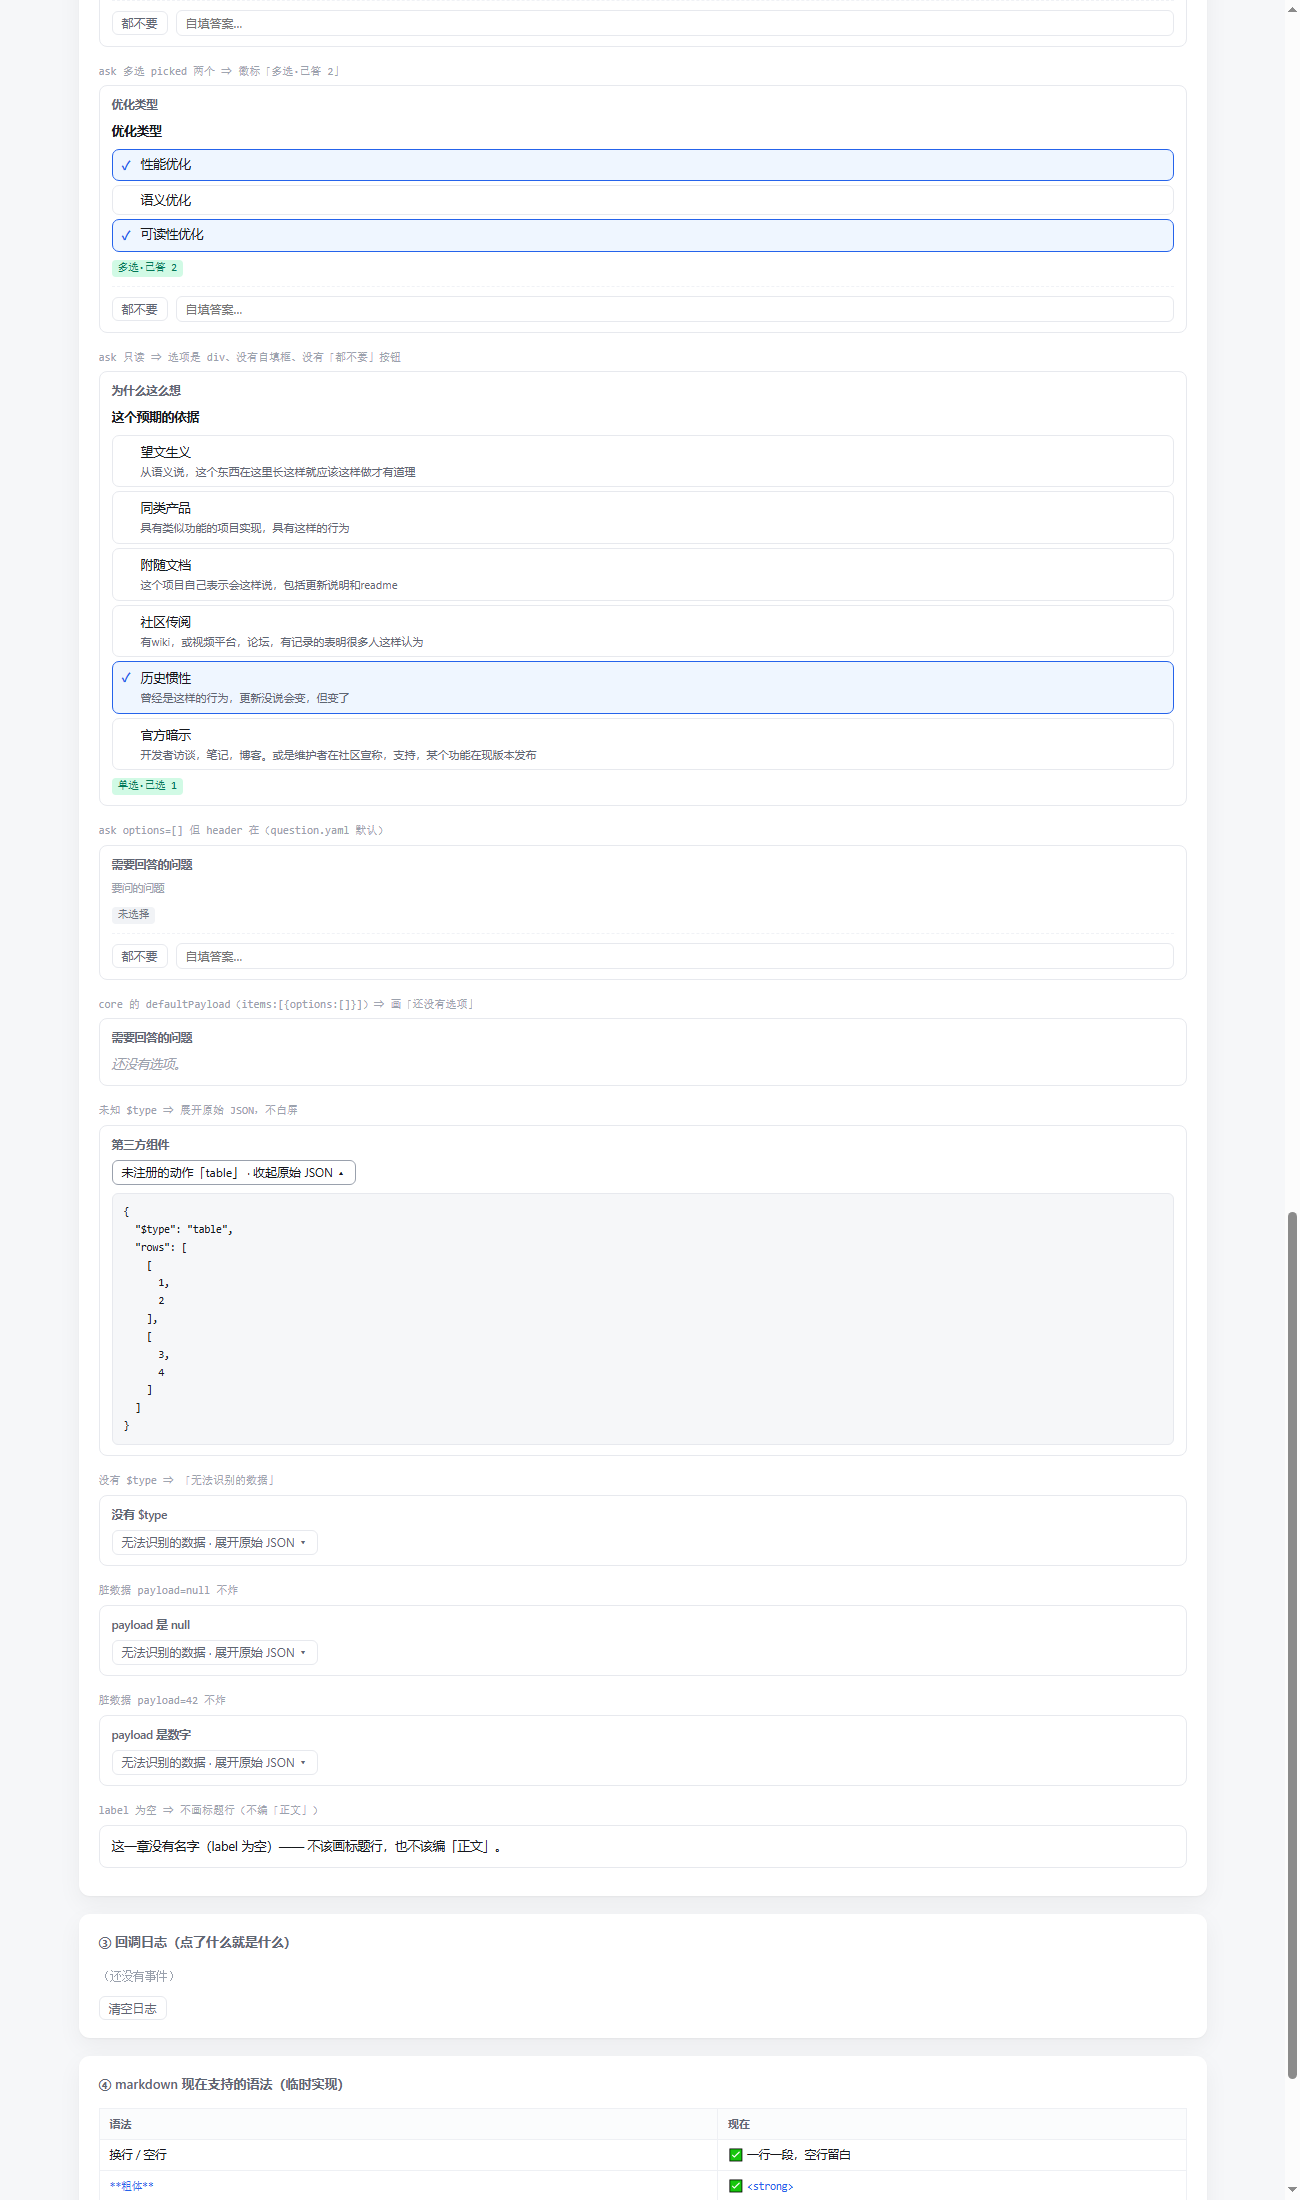 都不要 自填答案...
ask 多选 picked 两个 ⇒ 徽标「多选·已答 2」
优化类型
优化类型
✓ 性能优化
语义优化
✓ 可读性优化
多选·已答 2
都不要 自填答案...
ask 只读 ⇒ 选项是 div、没有自填框、没有「都不要」按钮
为什么这么想
这个预期的依据
望文生义
从语义说，这个东西在这里长这样就应该这样做才有道理
同类产品
具有类似功能的项目实现，具有这样的行为
附随文档
这个项目自己表示会这样说，包括更新说明和readme
社区传阅
有wiki，或视频平台，论坛，有记录的表明很多人这样认为
✓ 历史惯性
曾经是这样的行为，更新没说会变，但变了
官方暗示
开发者访谈，笔记，博客。或是维护者在社区宣称，支持，某个功能在现版本发布
单选·已选 1
ask options=[] 但 header 在（question.yaml 默认）
需要回答的问题
要问的问题
未选择
都不要 自填答案...
core 的 defaultPayload（items:[{options:[]}]）⇒ 画「还没有选项」
需要回答的问题
还没有选项。
未知 $type ⇒ 展开原始 JSON，不白屏
第三方组件
未注册的动作「table」 · 收起原始 JSON ▴
{
"$type": "table",
"rows": [
[
1,
2
],
[
3,
4
]
]
}
没有 $type ⇒ 「无法识别的数据」
没有 $type
无法识别的数据 · 展开原始 JSON ▾
脏数据 payload=null 不炸
payload 是 null
无法识别的数据 · 展开原始 JSON ▾
脏数据 payload=42 不炸
payload 是数字
无法识别的数据 · 展开原始 JSON ▾
label 为空 ⇒ 不画标题行（不编「正文」）
这一章没有名字（label 为空）—— 不该画标题行，也不该编「正文」。
③ 回调日志（点了什么就是什么）
（还没有事件）
清空日志
④ markdown 现在支持的语法（临时实现）
语法 现在
换行 / 空行 ✅ 一行一段，空行留白
**粗体** ✅ <strong>